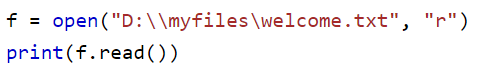 f = open("D:\\myfiles\welcome.txt", "r")
print(f.read())